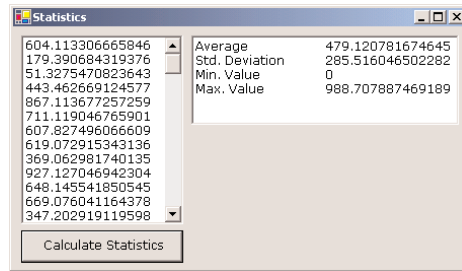 Statistics
604.113306665846
179.390684319376
51.3275470823643
443.462669124577
867.113677257259
711.119046765901
607.827496066609
619.072915343136
369.062981740135
927.127046942304
648.145541850545
669.076041164378
347.202919119598
Average 479.120781674645
Std. Deviation 285.516046502282
Min. Value 0
Max. Value 988.707887469189
Calculate Statistics